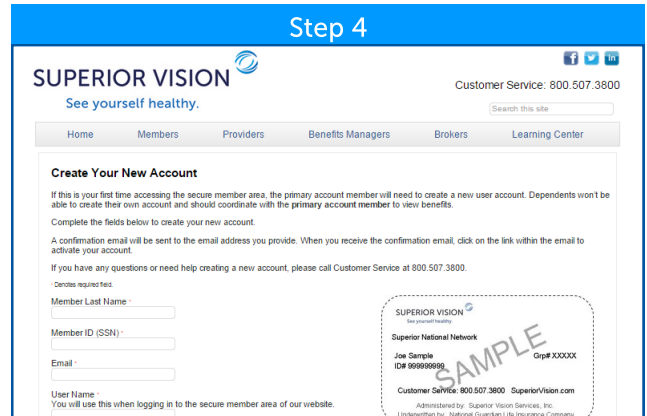 Step 4
SUPERIOR VISION
See yourself healthy.
Customer Service: 800.507.3800
Search this site
Home Members Providers Benefits Managers Brokers Learning Center
Create Your New Account
If this is your first time accessing the secure member area, the primary account member will need to create a new user account. Dependents won't be
able to create their own account and should coordinate with the primary account member to view benefits.
Complete the fields below to create your new account.
A confirmation email will be sent to the email address you provide. When you receive the confirmation email, click on the link within the email to
activate your account.
If you have any questions or need help creating a new account, please call Customer Service at 800.507.3800.
* Denotes required field.
Member Last Name *
Member ID (SSN) *
Email *
User Name *
You will use this when logging in to the secure member area of our website.
SUPERIOR VISION
See yourself healthy.
Superior National Network
Joe Sample Grp# XXXXX
ID# 999999999
SAMPLE
Customer Service: 800.507.3800 SuperiorVision.com
Administered by: Superior Vision Services, Inc.
Underwritten by: National Guardian Life Insurance Company